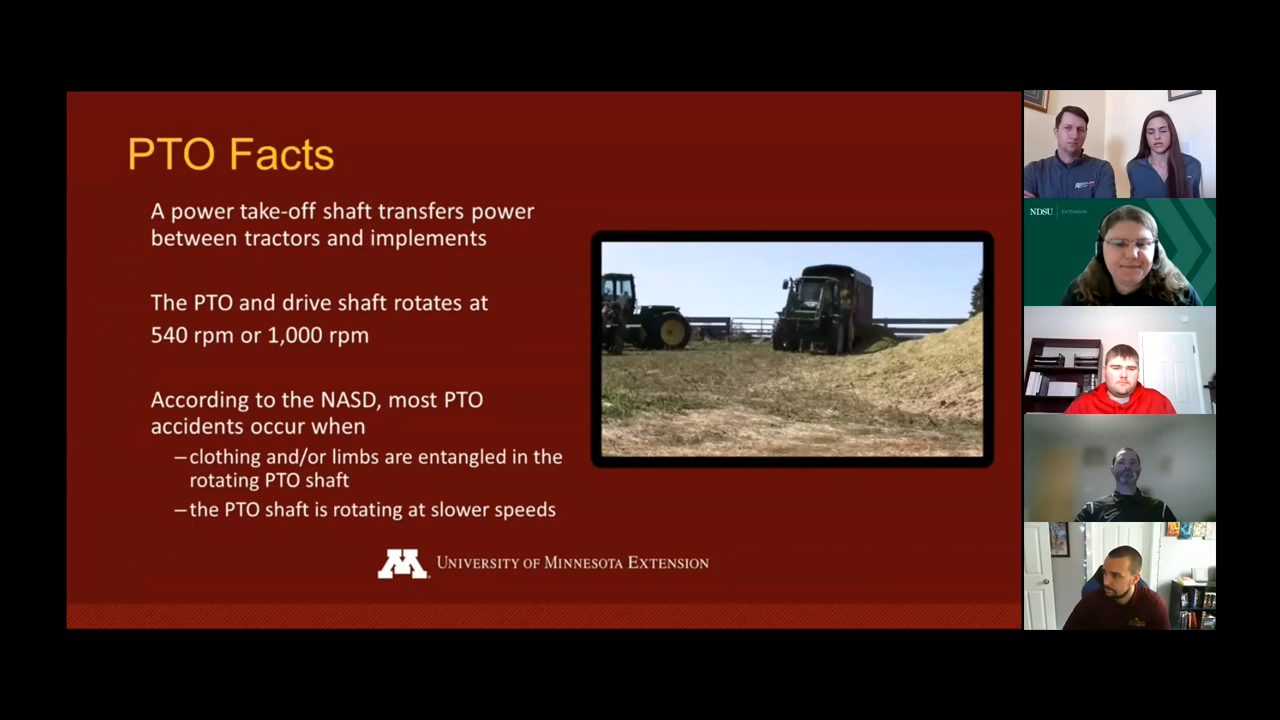 PTO Facts
A power take-off shaft transfers power
between tractors and implements
The PTO and drive shaft rotates at
540 rpm or 1,000 rpm
According to the NASD, most PTO
accidents occur when
–clothing and/or limbs are entangled in the
rotating PTO shaft
–the PTO shaft is rotating at slower speeds
M
UNIVERSITY OF MINNESOTA EXTENSION
NDSU EXTENSION